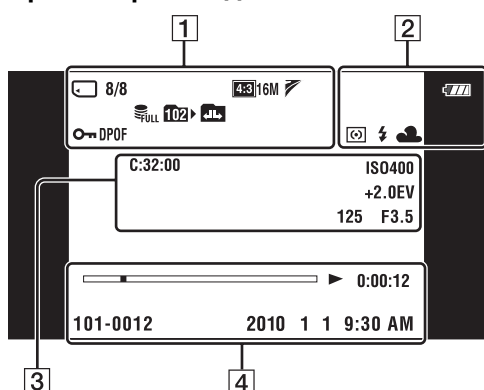 1 2
8/8 4:3 16M
FULL 102
DPOF
C:32:00 ISO400
+2.0EV
125 F3.5
0:00:12
101-0012 2010 1 1 9:30 AM
3 4